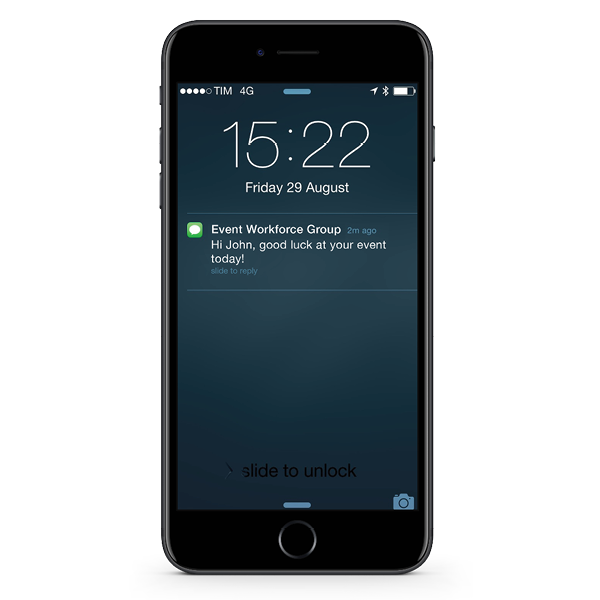 TIM 4G
15:22
Friday 29 August
Event Workforce Group 2m ago
Hi John, good luck at your event
today!
slide to reply
slide to unlock